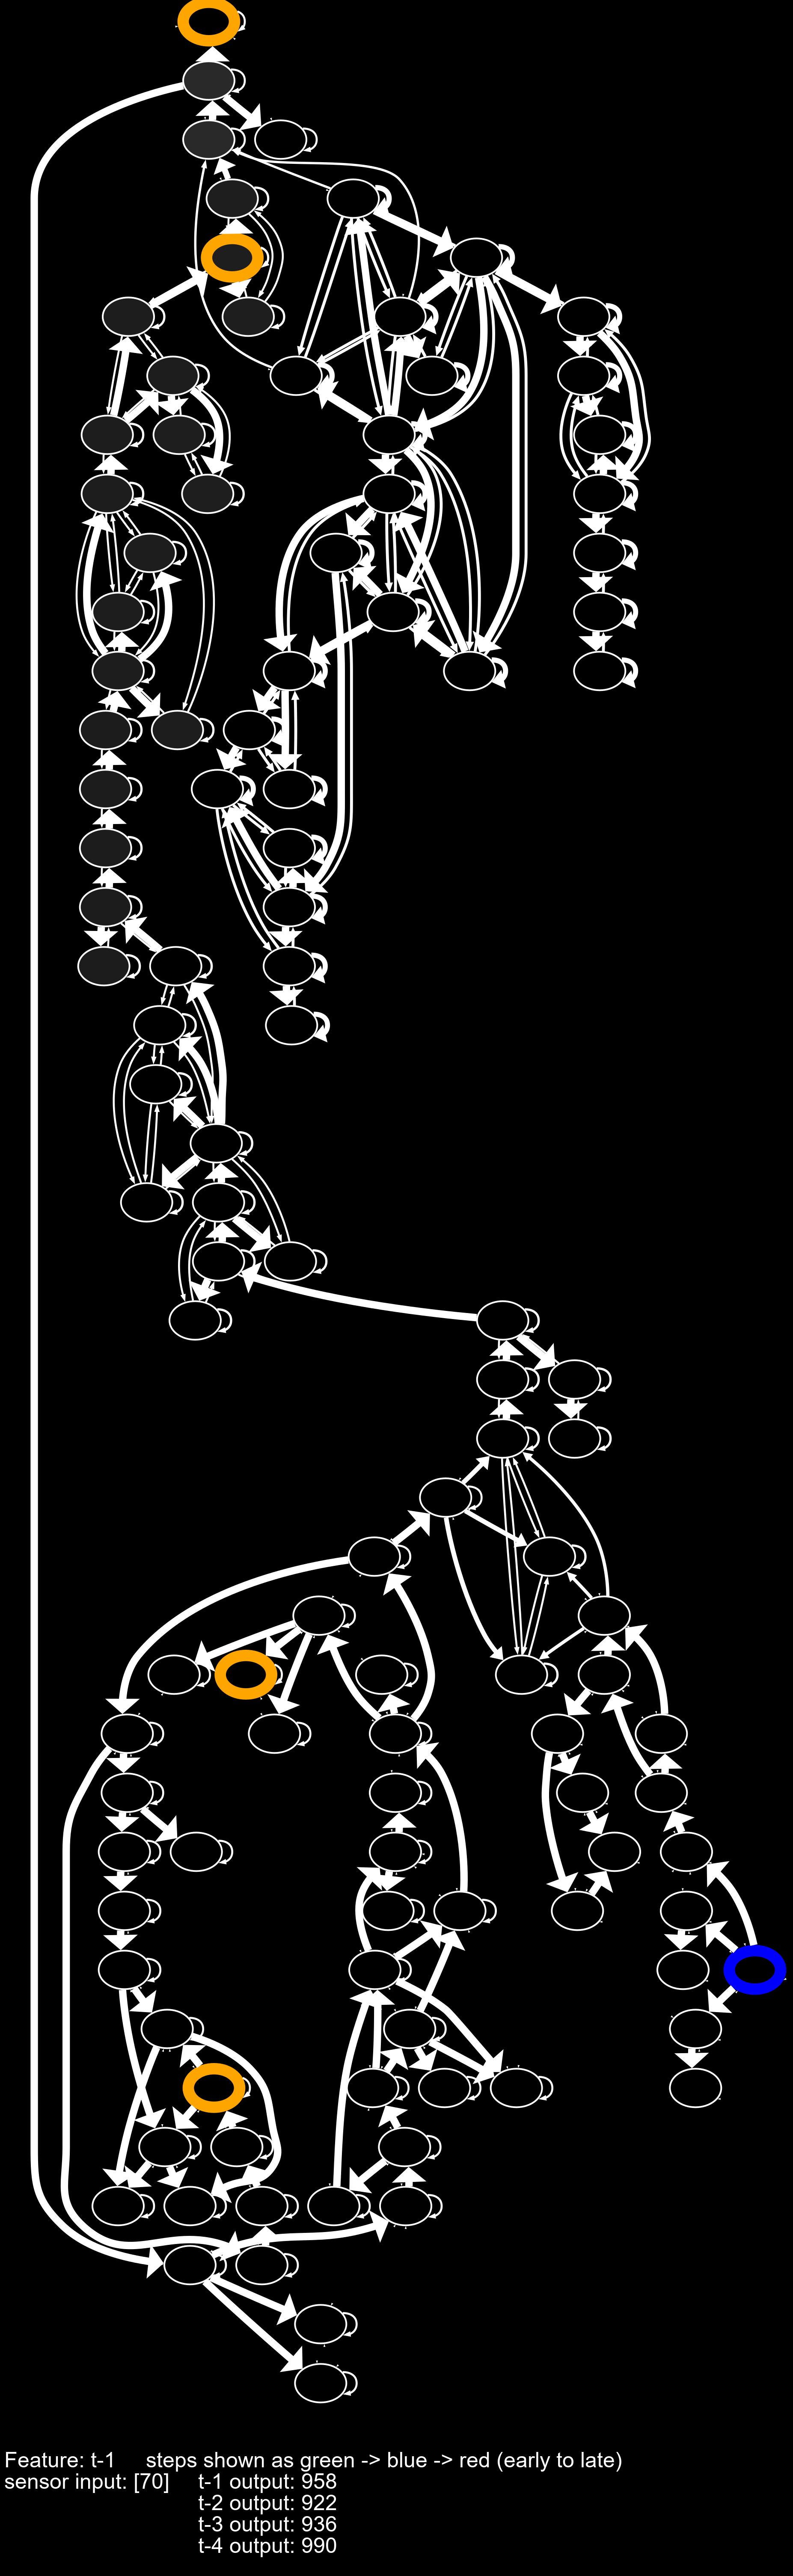 Feature: t-1 steps shown as green -> blue -> red (early to late)
sensor input: [70] t-1 output: 958
t-2 output: 922
t-3 output: 936
t-4 output: 990